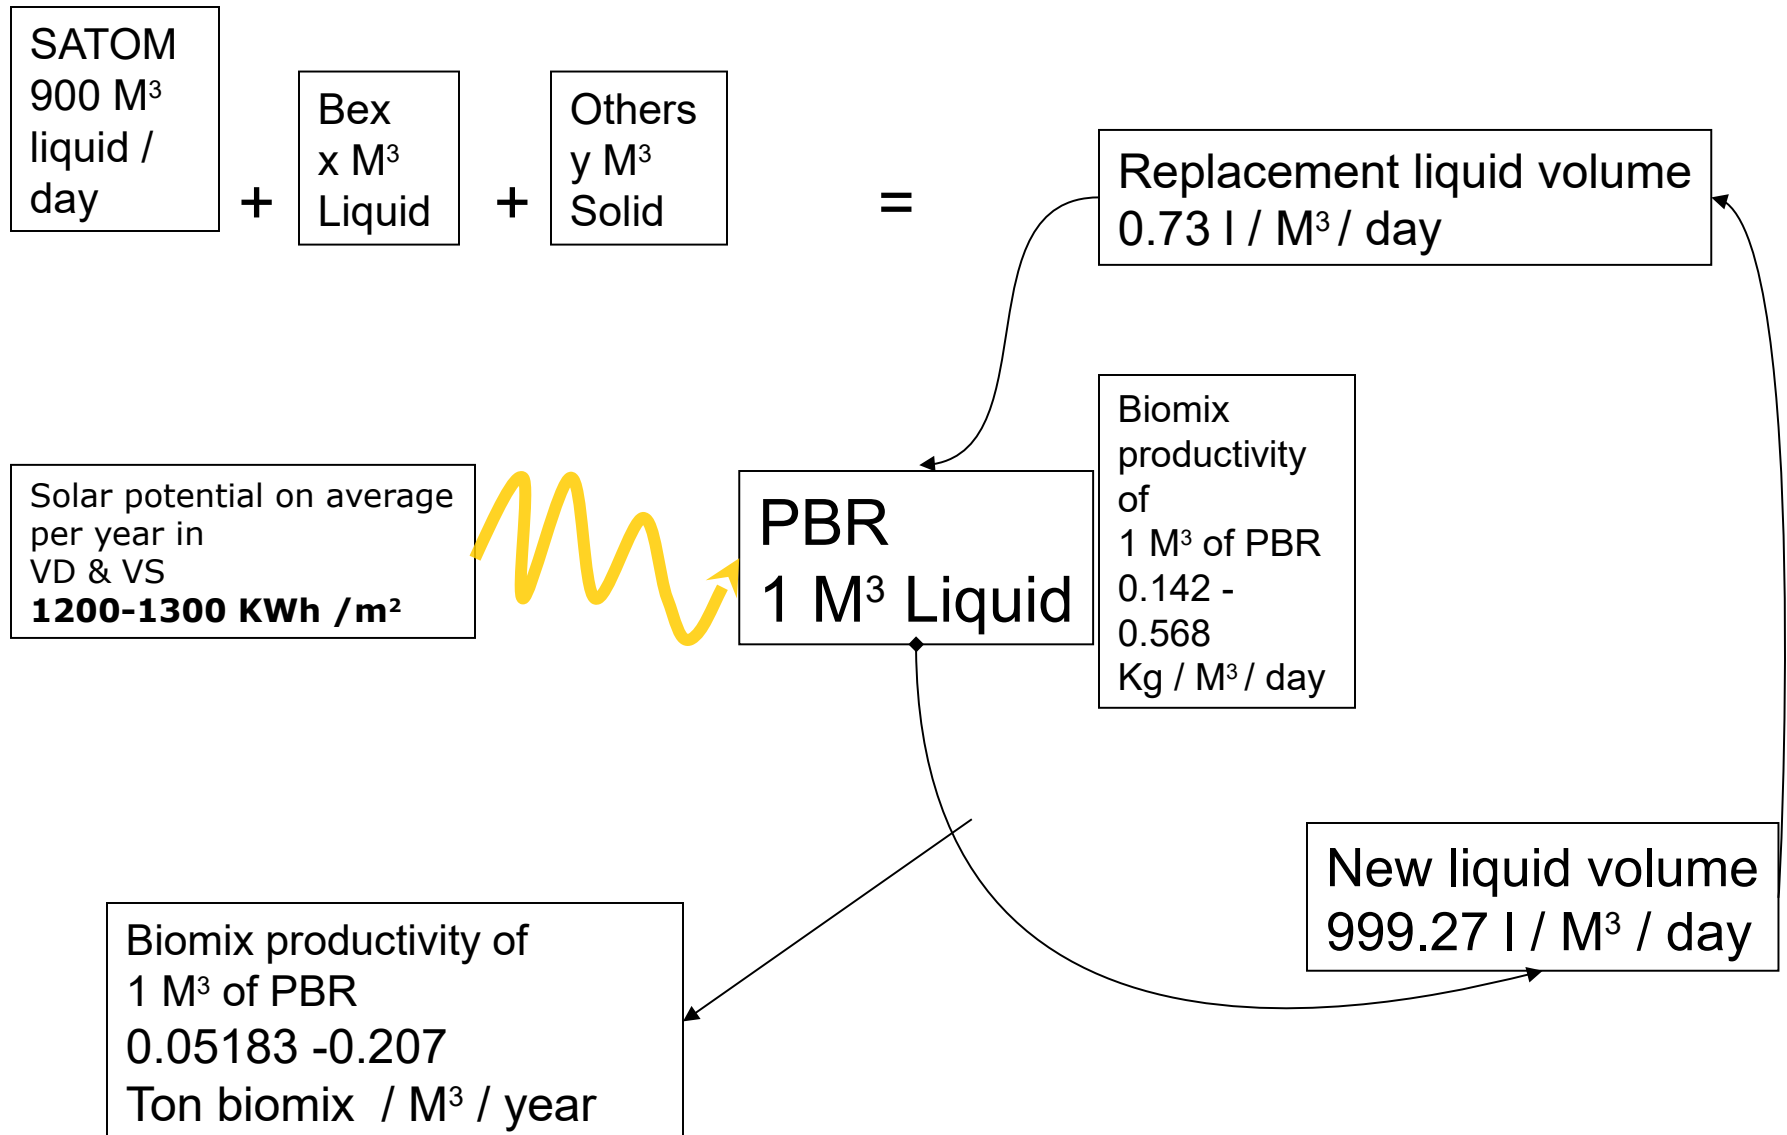 SATOM
900 M³
liquid /
day
+
Bex
x M³
Liquid
+
Others
y M³
Solid
=
Replacement liquid volume
0.73 l / M³ / day
Solar potential on average
per year in
VD & VS
1200-1300 KWh /m²
PBR
1 M³ Liquid
Biomix
productivity
of
1 M³ of PBR
0.142 -
0.568
Kg / M³ / day
New liquid volume
999.27 l / M³ / day
Biomix productivity of
1 M³ of PBR
0.05183 -0.207
Ton biomix / M³ / year